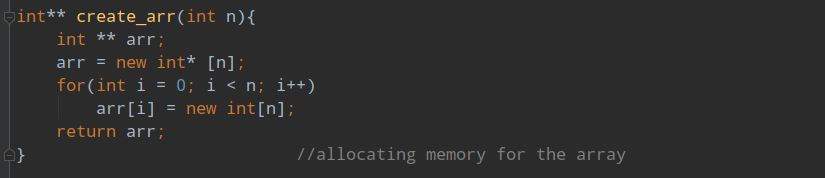 int** create_arr(int n){
    int ** arr;
    arr = new int* [n];
    for(int i = 0; i < n; i++)
        arr[i] = new int[n];
    return arr;
}                           //allocating memory for the array